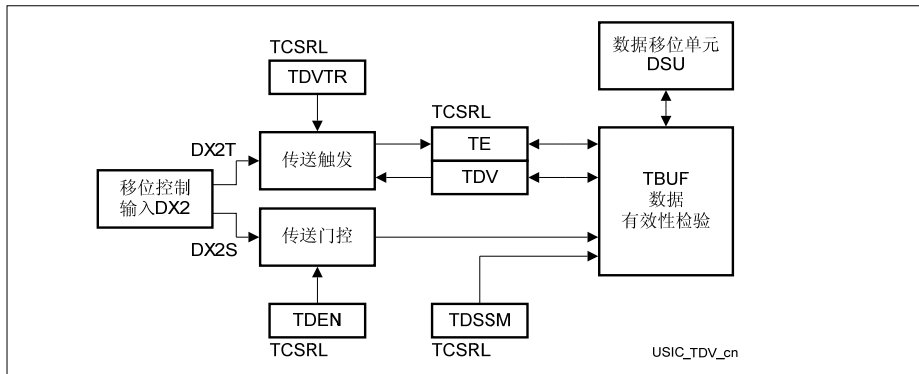 TCSRL
TDVTR
数据移位单元
DSU
TCSRL
DX2T
传送触发
TE
TDV
移位控制
输入DX2
TBUF
数据
有效性检验
DX2S
传送门控
TDEN
TCSRL
TDSSM
TCSRL
USIC_TDV_cn